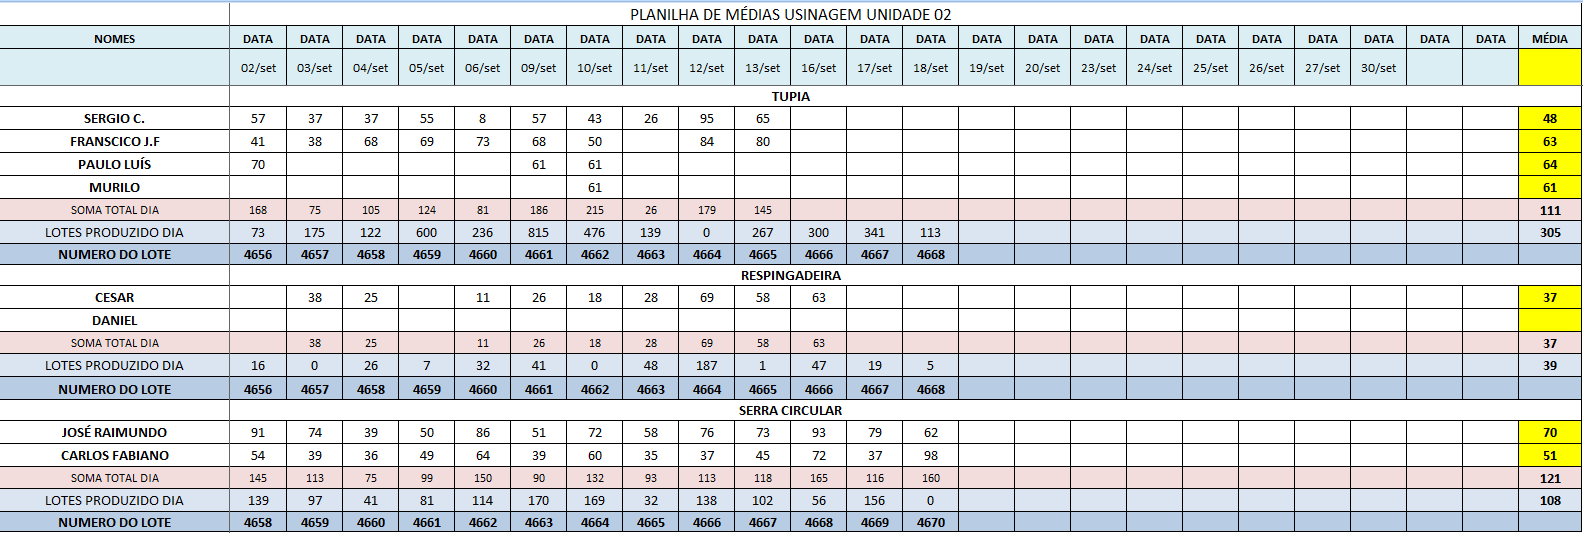 PLANILHA DE MÉDIAS USINAGEM UNIDADE 02
NOMES DATA DATA DATA DATA DATA DATA DATA DATA DATA DATA DATA DATA DATA DATA DATA DATA DATA DATA DATA DATA DATA DATA DATA MÉDIA
02/set 03/set 04/set 05/set 06/set 09/set 10/set 11/set 12/set 13/set 16/set 17/set 18/set 19/set 20/set 23/set 24/set 25/set 26/set 27/set 30/set
TUPIA
SERGIO C. 57 37 37 55 8 57 43 26 95 65 48
FRANSCICO J.F 41 38 68 69 73 68 50 84 80 63
PAULO LUÍS 70 61 61 64
MURILO 61 61
SOMA TOTAL DIA 168 75 105 124 81 186 215 26 179 145 111
LOTES PRODUZIDO DIA 73 175 122 600 236 815 476 139 0 267 300 341 113 305
NUMERO DO LOTE 4656 4657 4658 4659 4660 4661 4662 4663 4664 4665 4666 4667 4668
RESPINGADEIRA
CESAR 38 25 11 26 18 28 69 58 63 37
DANIEL
SOMA TOTAL DIA 38 25 11 26 18 28 69 58 63 37
LOTES PRODUZIDO DIA 16 0 26 7 32 41 0 48 187 1 47 19 5 39
NUMERO DO LOTE 4656 4657 4658 4659 4660 4661 4662 4663 4664 4665 4666 4667 4668
SERRA CIRCULAR
JOSÉ RAIMUNDO 91 74 39 50 86 51 72 58 76 73 93 79 62 70
CARLOS FABIANO 54 39 36 49 64 39 60 35 37 45 72 37 98 51
SOMA TOTAL DIA 145 113 75 99 150 90 132 93 113 118 165 116 160 121
LOTES PRODUZIDO DIA 139 97 41 81 114 170 169 32 138 102 56 156 0 108
NUMERO DO LOTE 4658 4659 4660 4661 4662 4663 4664 4665 4666 4667 4668 4669 4670